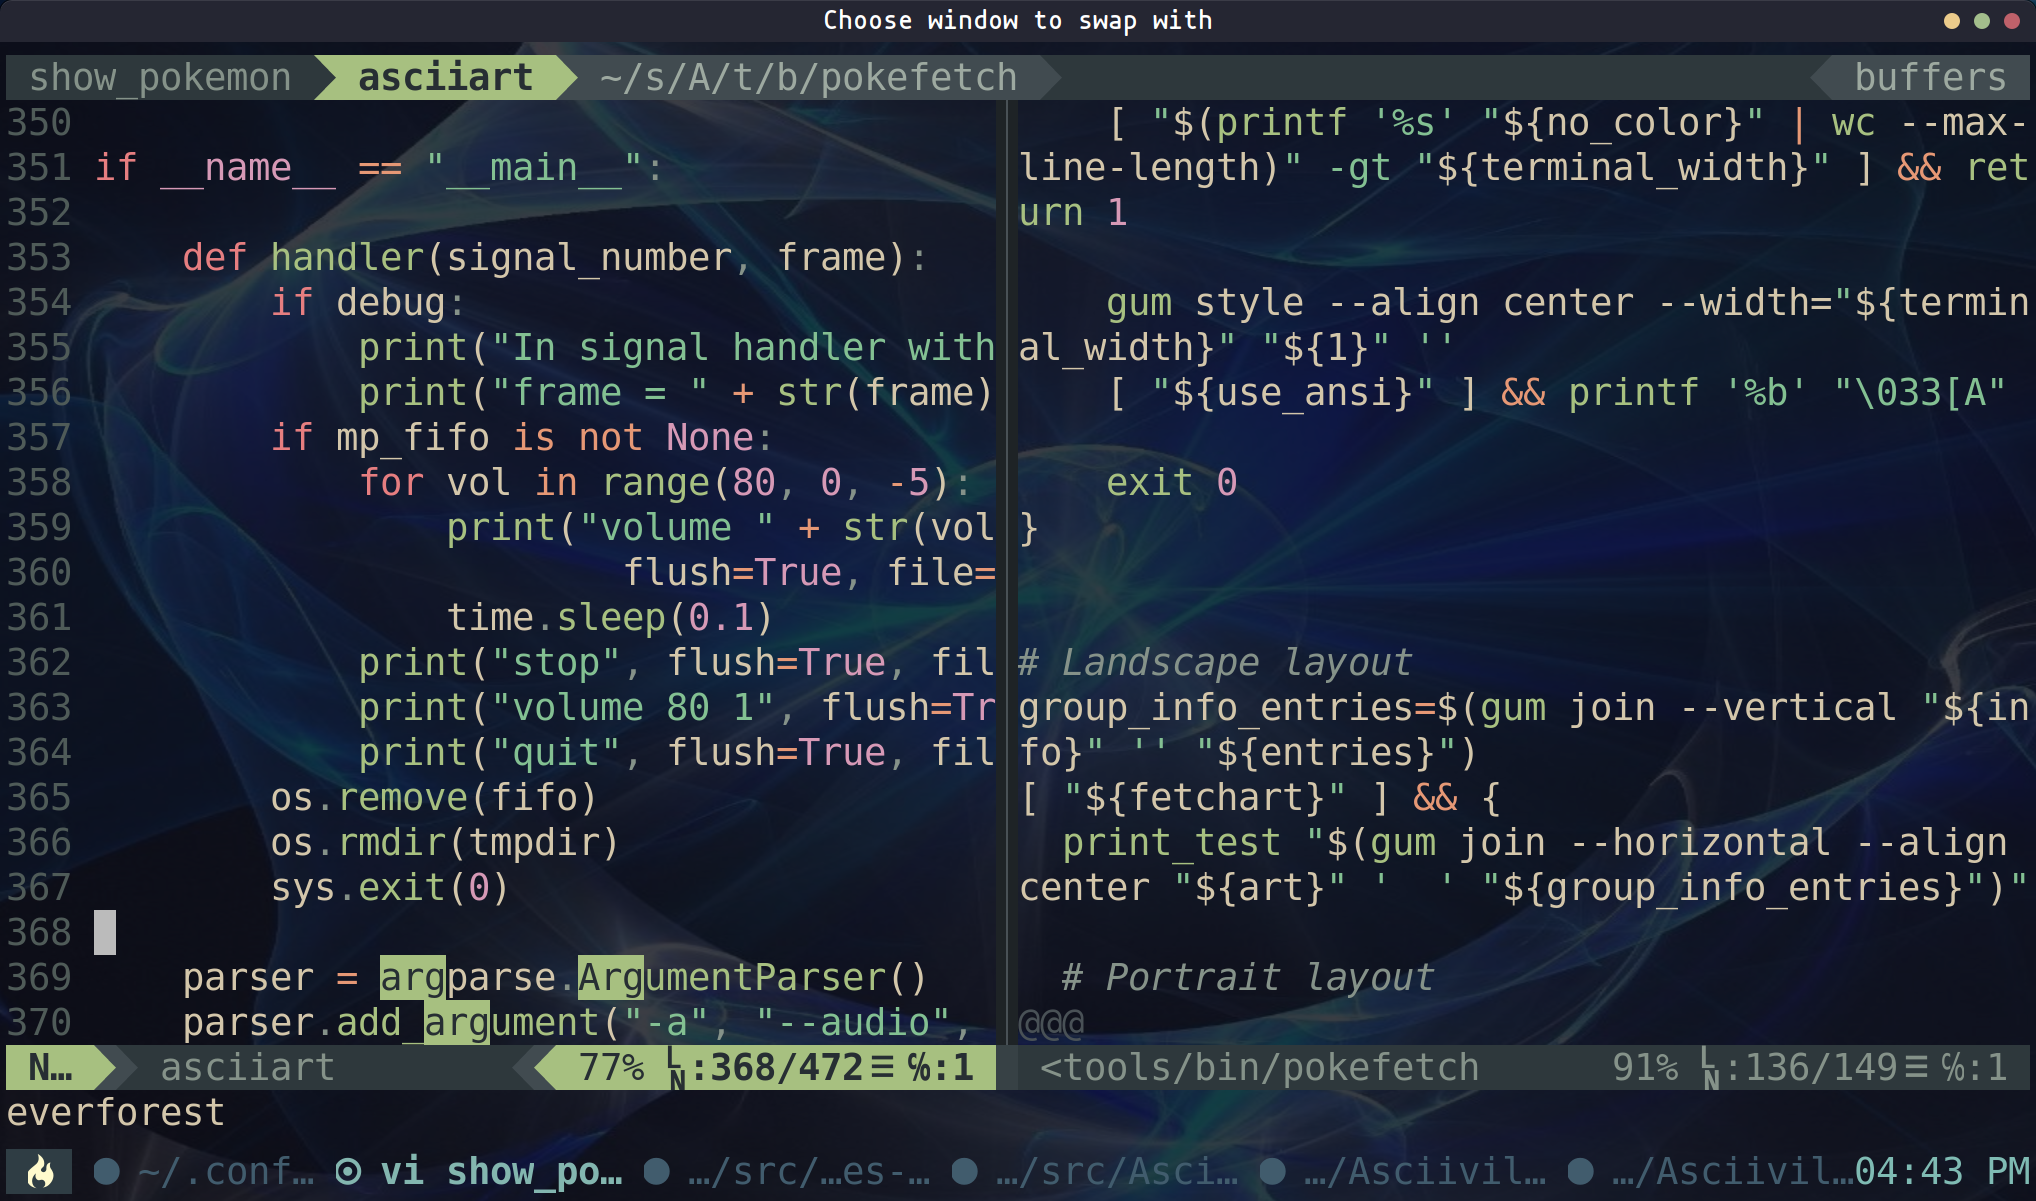 Choose window to swap with
show_pokemon asciiart ~/s/A/t/b/pokefetch buffers
350
351 if __name__ == "__main__":
352
353     def handler(signal_number, frame):
354         if debug:
355             print("In signal handler with
356             print("frame = " + str(frame)
357         if mp_fifo is not None:
358             for vol in range(80, 0, -5):
359                 print("volume " + str(vol
360                         flush=True, file=
361                 time.sleep(0.1)
362             print("stop", flush=True, fil
363             print("volume 80 1", flush=Tr
364             print("quit", flush=True, fil
365         os.remove(fifo)
366         os.rmdir(tmpdir)
367         sys.exit(0)
368
369     parser = argparse.ArgumentParser()
370     parser.add_argument("-a", "--audio",
N… asciiart 77% LN:368/472≡ ℅:1
    [ "$(printf '%s' "${no_color}" | wc --max-
line-length)" -gt "${terminal_width}" ] && ret
urn 1
    gum style --align center --width="${termin
al_width}" "${1}" ''
    [ "${use_ansi}" ] && printf '%b' "\033[A"
    exit 0
}
# Landscape layout
group_info_entries=$(gum join --vertical "${in
fo}" '' "${entries}")
[ "${fetchart}" ] && {
  print_test "$(gum join --horizontal --align
center "${art}" '  ' "${group_info_entries}")"
  # Portrait layout
@@@
<tools/bin/pokefetch 91% LN:136/149≡ ℅:1
everforest
~/.conf… vi show_po… …/src/…es-… …/src/Asci… …/Asciivil… …/Asciivil…04:43 PM